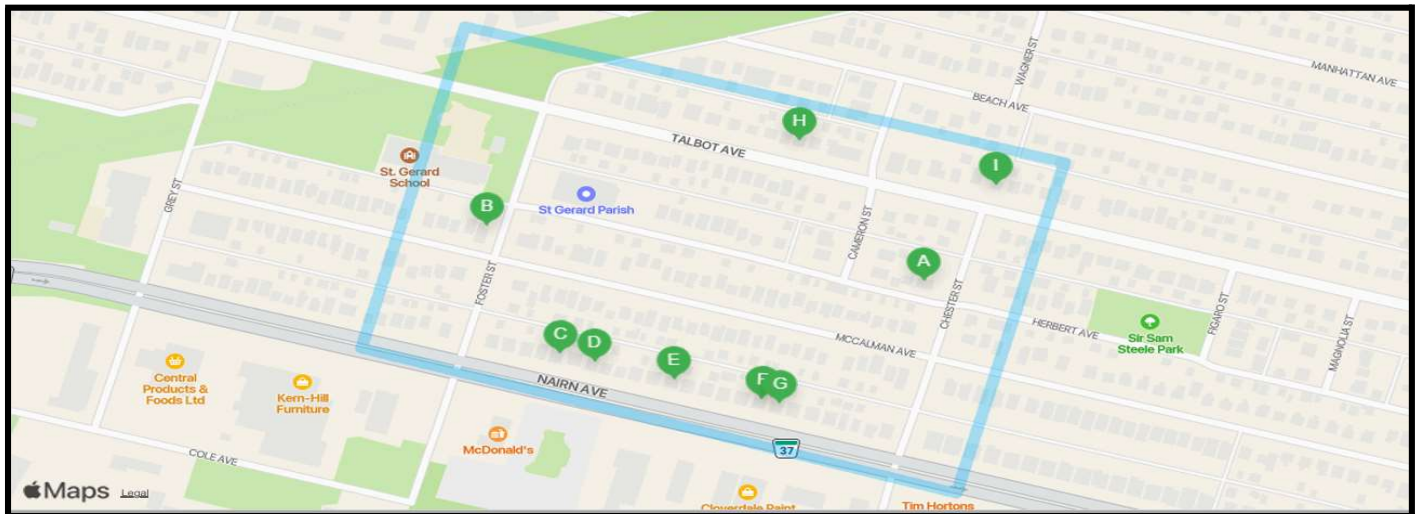 MANHATTAN AVE
WAGNER ST
BEACH AVE
H
TALBOT AVE
St. Gerard
School
I
GREY ST
B
St Gerard Parish
CAMERON ST
A
FOSTER ST
CHESTER ST
FIGARO ST
MAGNOLIA ST
HERBERT AVE
Sir Sam
Steele Park
C
D
MCCALMAN AVE
E
F
G
NAIRN AVE
Central
Products &
Foods Ltd
Kern-Hill
Furniture
McDonald's
37
COLE AVE
Maps
Legal
Cloverdale Paint
Tim Hortons